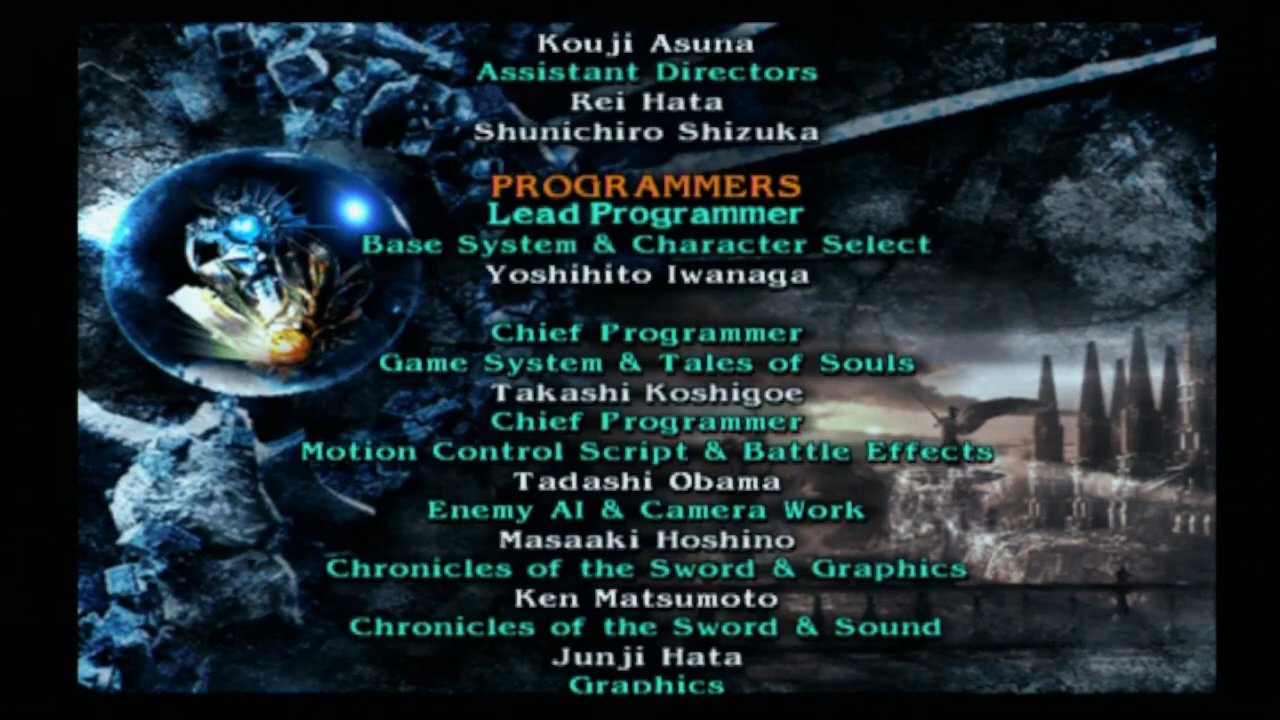 Kouji Asuna
Assistant Directors
Rei Hata
Shunichiro Shizuka
PROGRAMMERS
Lead Programmer
Base System & Character Select
Yoshihito Iwanaga
Chief Programmer
Game System & Tales of Souls
Takashi Koshigoe
Chief Programmer
Motion Control Script & Battle Effects
Tadashi Obama
Enemy AI & Camera Work
Masaaki Hoshino
Chronicles of the Sword & Graphics
Ken Matsumoto
Chronicles of the Sword & Sound
Junji Hata
Graphics